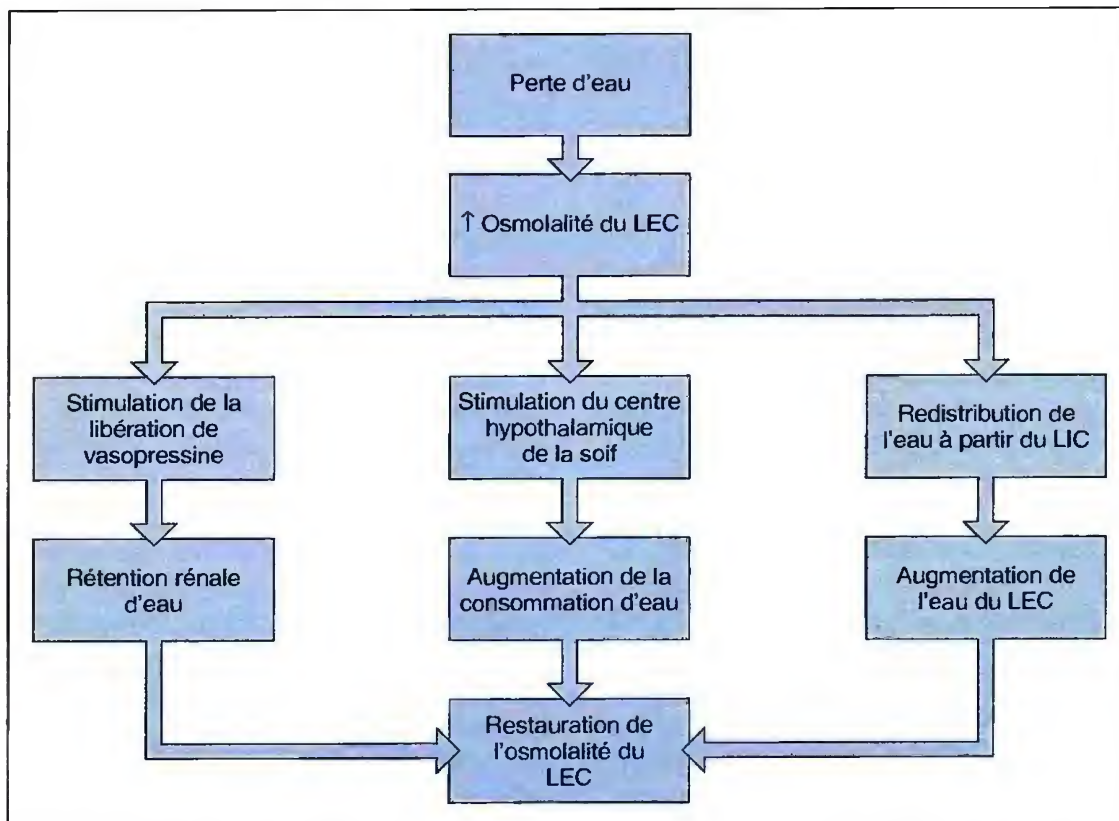 Perte d'eau
↑ Osmolalité du LEC
Stimulation de la
libération de
vasopressine
Stimulation du centre
hypothalamique
de la soif
Redistribution de
l'eau à partir du LIC
Rétention rénale
d'eau
Augmentation de la
consommation d'eau
Augmentation de
l'eau du LEC
Restauration de
l'osmolalité du
LEC